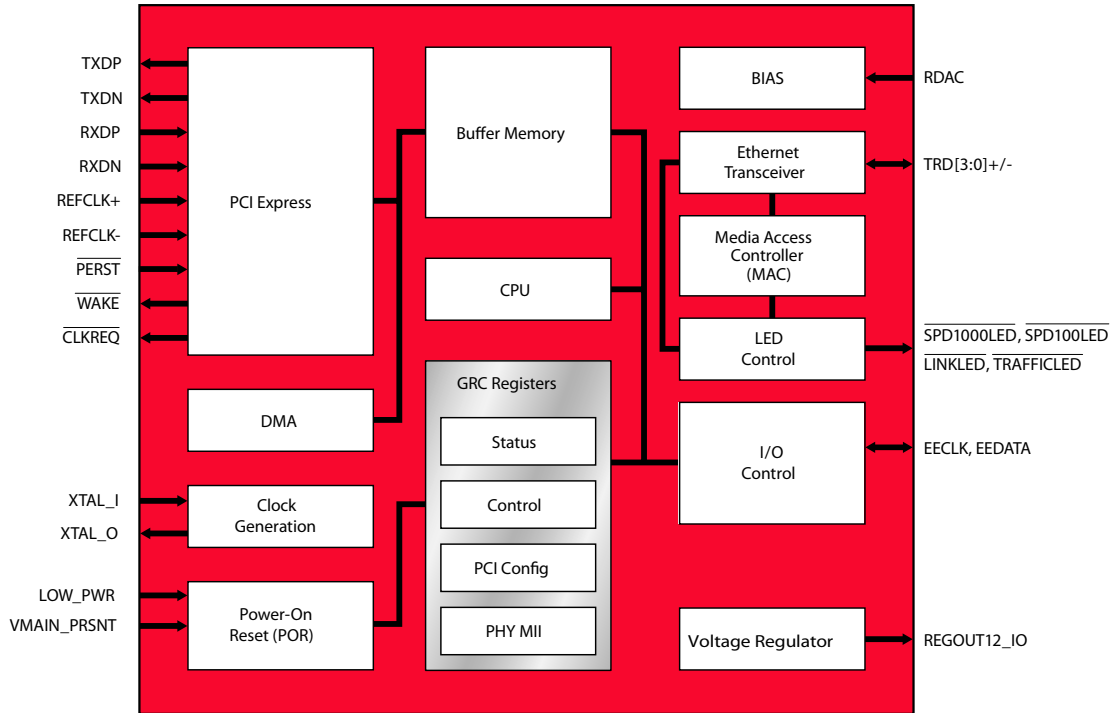 TXDP
TXDN
RXDP
RXDN
REFCLK+
REFCLK-
PERST
WAKE
CLKREQ
XTAL_I
XTAL_O
LOW_PWR
VMAIN_PRSNT
PCI Express
DMA
Clock
Generation
Power-On
Reset (POR)
Buffer Memory
CPU
GRC Registers
Status
Control
PCI Config
PHY MII
BIAS
Ethernet
Transceiver
Media Access
Controller
(MAC)
LED
Control
I/O
Control
Voltage Regulator
RDAC
TRD[3:0]+/-
SPD1000LED, SPD100LED
LINKLED, TRAFFICLED
EECLK, EEDATA
REGOUT12_IO